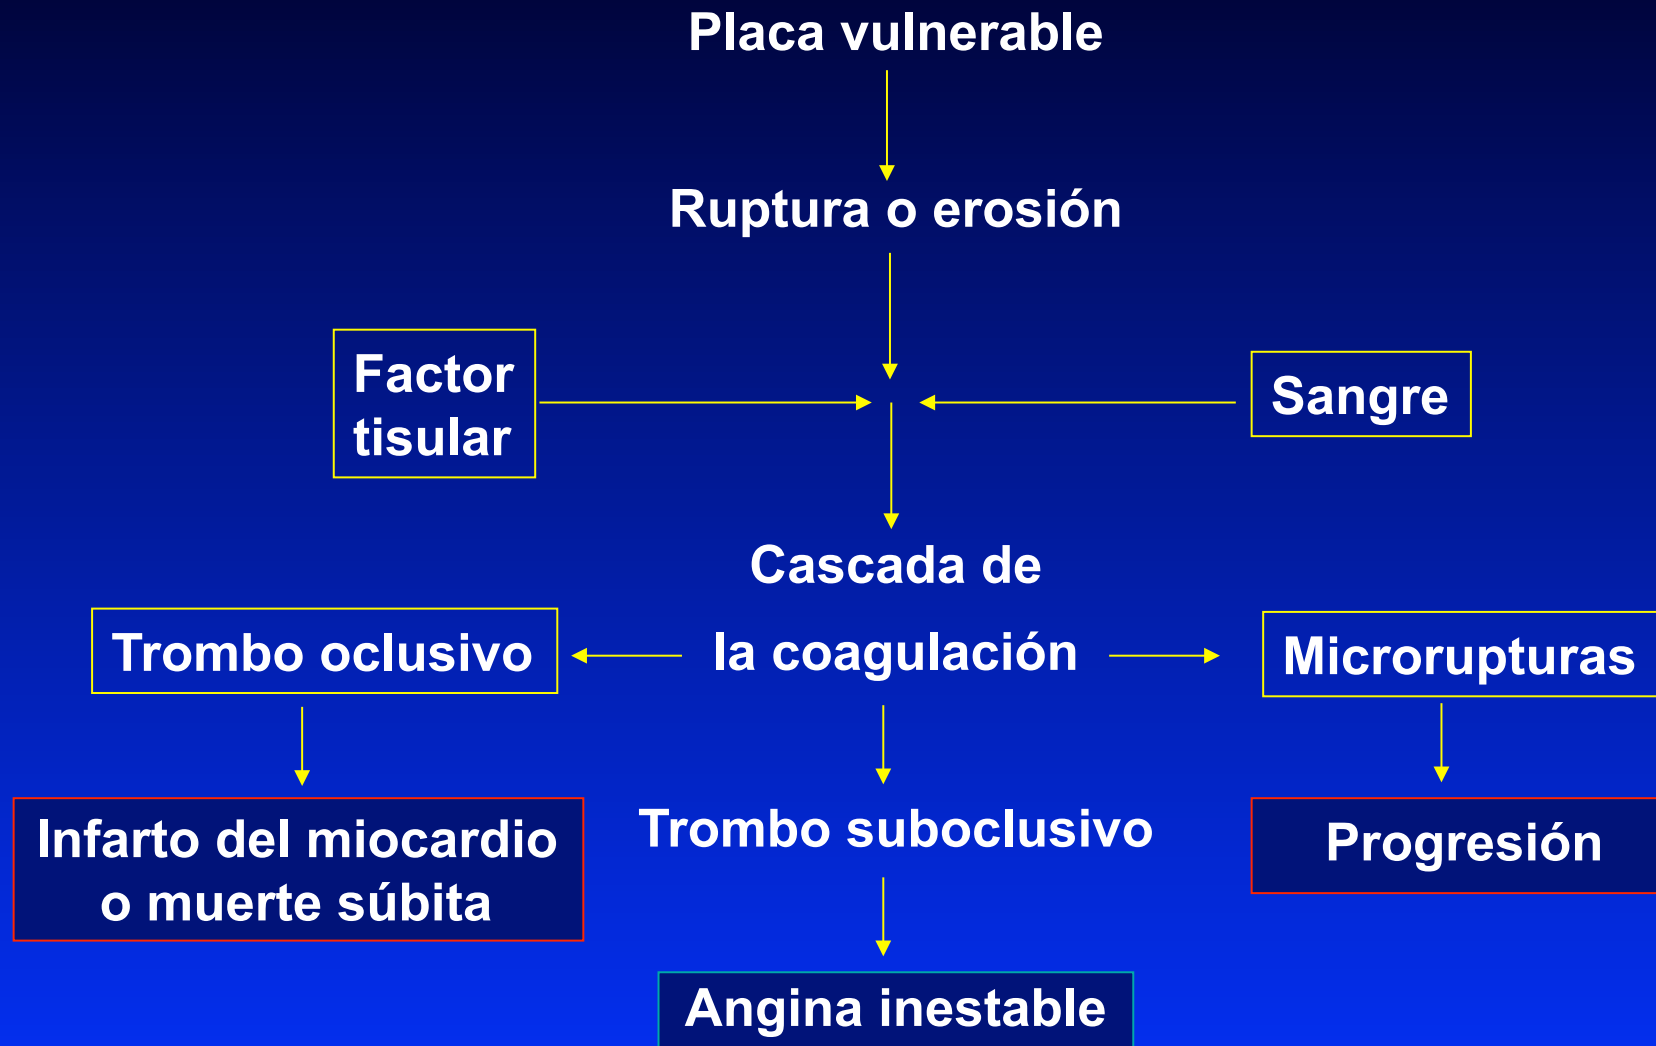 Placa vulnerable
Ruptura o erosión
Factor
tisular
Sangre
Cascada de
la coagulación
Trombo oclusivo
Microrupturas
Infarto del miocardio
o muerte súbita
Trombo suboclusivo
Progresión
Angina inestable